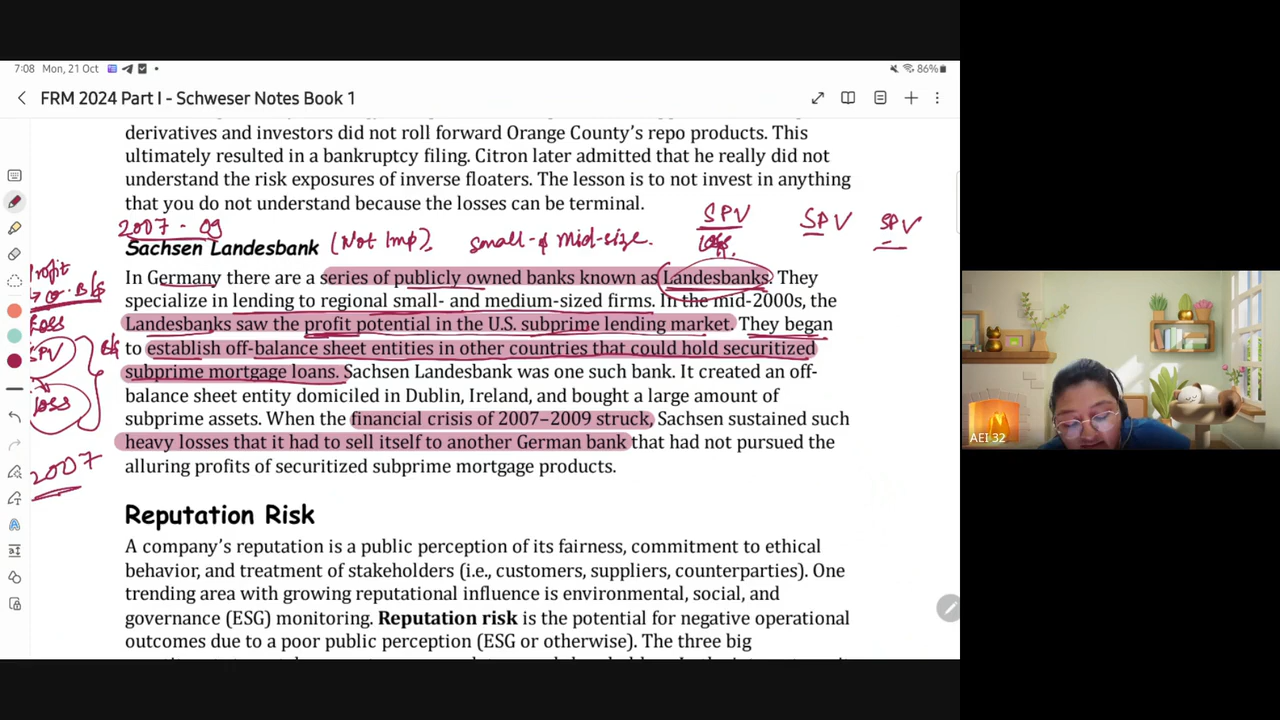 7:08 Mon, 21 Oct
86%
FRM 2024 Part I - Schweser Notes Book 1
derivatives and investors did not roll forward Orange County's repo products. This
ultimately resulted in a bankruptcy filing. Citron later admitted that he really did not
understand the risk exposures of inverse floaters. The lesson is to not invest in anything
that you do not understand because the losses can be terminal.
2007-09
SPV SPV SPV
Loss
Sachsen Landesbank (Not Imp). small-& Mid-size.
In Germany there are a series of publicly owned banks known as Landesbanks. They
specialize in lending to regional small- and medium-sized firms. In the mid-2000s, the
Landesbanks saw the profit potential in the U.S. subprime lending market. They began
to establish off-balance sheet entities in other countries that could hold securitized
subprime mortgage loans. Sachsen Landesbank was one such bank. It created an off-
balance sheet entity domiciled in Dublin, Ireland, and bought a large amount of
subprime assets. When the financial crisis of 2007–2009 struck, Sachsen sustained such
heavy losses that it had to sell itself to another German bank that had not pursued the
alluring profits of securitized subprime mortgage products.
Profit
B/S
Loss
SPV
B/S
Loss
2007
Reputation Risk
A company's reputation is a public perception of its fairness, commitment to ethical
behavior, and treatment of stakeholders (i.e., customers, suppliers, counterparties). One
trending area with growing reputational influence is environmental, social, and
governance (ESG) monitoring. Reputation risk is the potential for negative operational
outcomes due to a poor public perception (ESG or otherwise). The three big
AEI 32